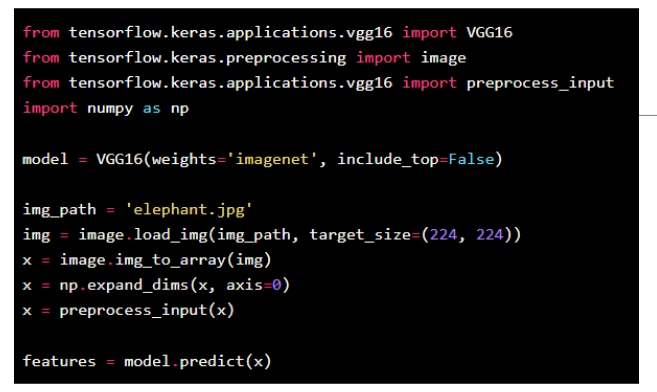 from tensorflow.keras.applications.vgg16 import VGG16
from tensorflow.keras.preprocessing import image
from tensorflow.keras.applications.vgg16 import preprocess_input
import numpy as np
model = VGG16(weights='imagenet', include_top=False)
img_path = 'elephant.jpg'
img = image.load_img(img_path, target_size=(224, 224))
x = image.img_to_array(img)
x = np.expand_dims(x, axis=0)
x = preprocess_input(x)
features = model.predict(x)